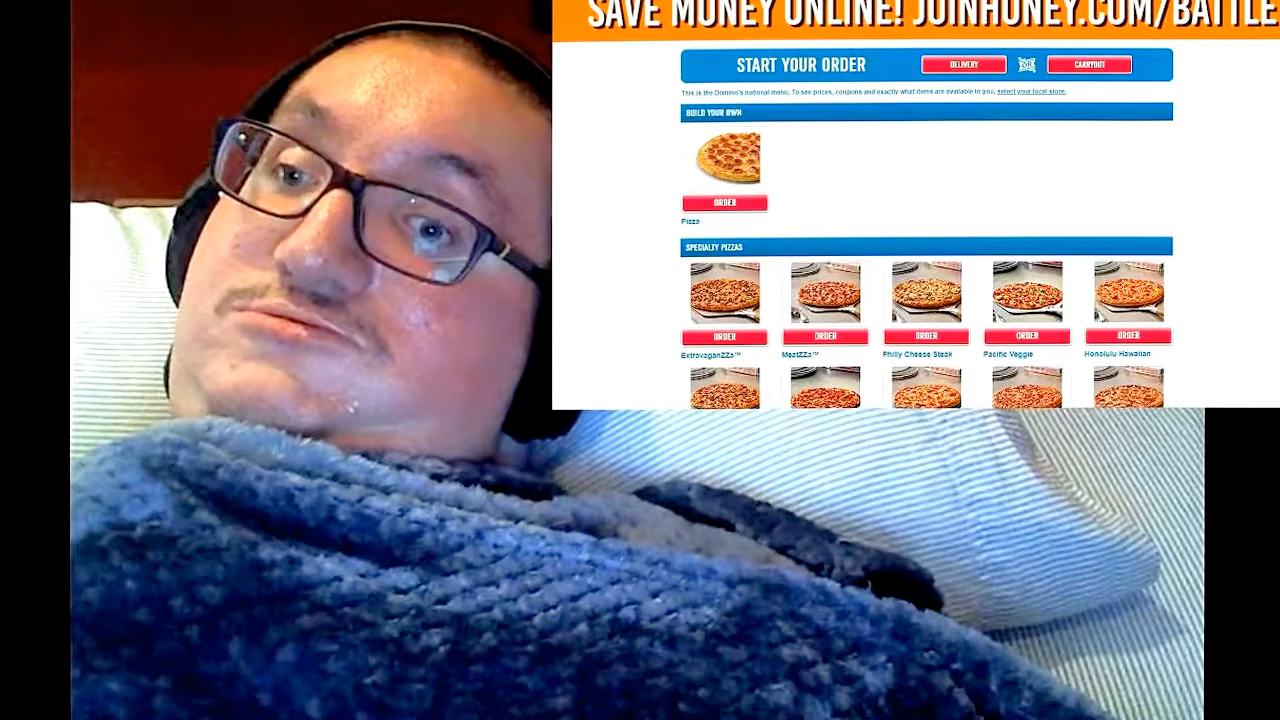 SAVE MONEY ONLINE! JOINHONEY.COM/BATTLE
START YOUR ORDER
DELIVERY
CARRYOUT
This is the Domino's national menu. To see prices, coupons and exactly what items are available to you, select your local store.
BUILD YOUR OWN
ORDER
Pizza
SPECIALTY PIZZAS
ORDER ORDER ORDER ORDER ORDER
ExtravaganZZa™ MeatZZa™ Philly Cheese Steak Pacific Veggie Honolulu Hawaiian